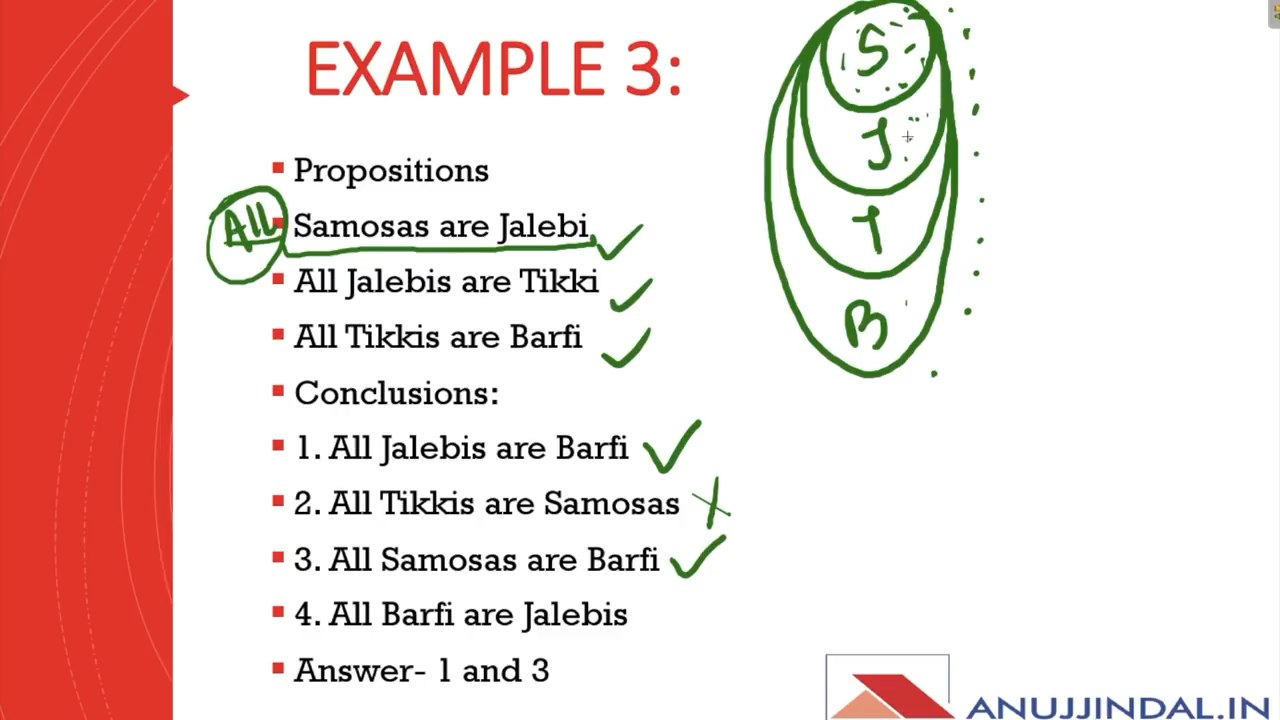 EXAMPLE 3:
Propositions
All Samosas are Jalebi
All Jalebis are Tikki
All Tikkis are Barfi
Conclusions:
1. All Jalebis are Barfi
2. All Tikkis are Samosas
3. All Samosas are Barfi
4. All Barfi are Jalebis
Answer- 1 and 3
S
J
T
B
ANUJJINDAL.IN